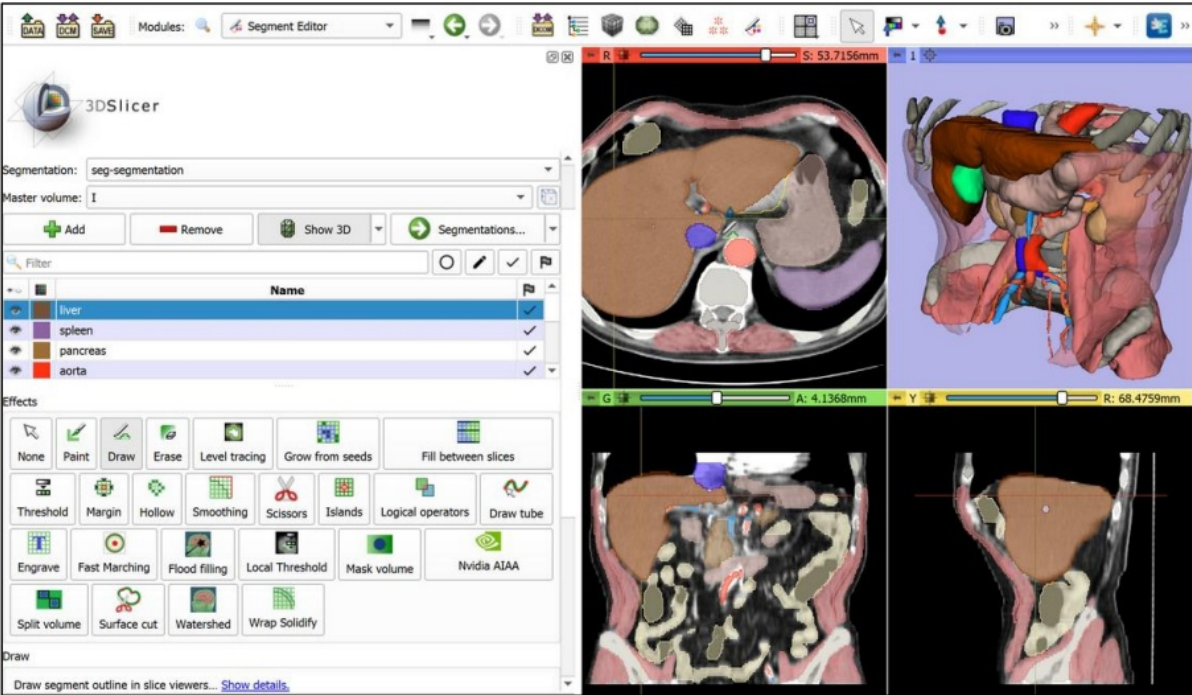 DATA DCM SAVE Modules: Segment Editor DICOM »  »
3DSlicer
Segmentation: seg-segmentation
Master volume: I
Add Remove Show 3D Segmentations...
Filter
Name
liver
spleen
pancreas
aorta
Effects
None Paint Draw Erase Level tracing Grow from seeds Fill between slices
Threshold Margin Hollow Smoothing Scissors Islands Logical operators Draw tube
Engrave Fast Marching Flood filling Local Threshold Mask volume Nvidia AIAA
Split volume Surface cut Watershed Wrap Solidify
Draw
Draw segment outline in slice viewers... Show details.
R S: 53.7156mm
1
G A: 4.1368mm
Y R: 68.4759mm